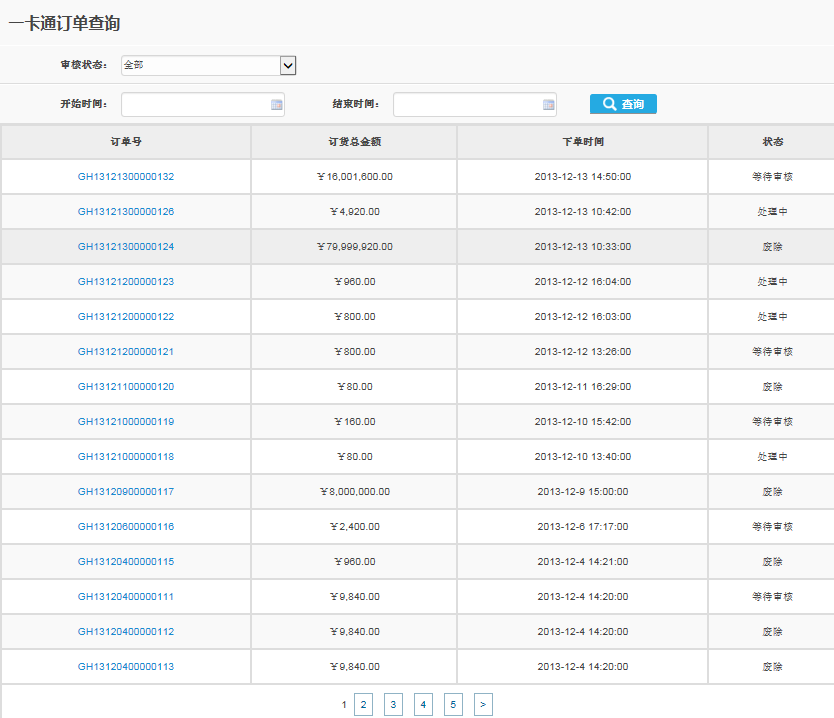 一卡通订单查询
审核状态： 全部
开始时间： 结束时间： 查询
订单号 订货总金额 下单时间 状态
GH13121300000132 ￥16,001,600.00 2013-12-13 14:50:00 等待审核
GH13121300000126 ￥4,920.00 2013-12-13 10:42:00 处理中
GH13121300000124 ￥79,999,920.00 2013-12-13 10:33:00 废除
GH13121200000123 ￥960.00 2013-12-12 16:04:00 处理中
GH13121200000122 ￥800.00 2013-12-12 16:03:00 处理中
GH13121200000121 ￥800.00 2013-12-12 13:26:00 等待审核
GH13121100000120 ￥80.00 2013-12-11 16:29:00 废除
GH13121000000119 ￥160.00 2013-12-10 15:42:00 等待审核
GH13121000000118 ￥80.00 2013-12-10 13:40:00 处理中
GH13120900000117 ￥8,000,000.00 2013-12-9 15:00:00 废除
GH13120600000116 ￥2,400.00 2013-12-6 17:17:00 等待审核
GH13120400000115 ￥960.00 2013-12-4 14:21:00 废除
GH13120400000111 ￥9,840.00 2013-12-4 14:20:00 等待审核
GH13120400000112 ￥9,840.00 2013-12-4 14:20:00 废除
GH13120400000113 ￥9,840.00 2013-12-4 14:20:00 废除
1 2 3 4 5 >